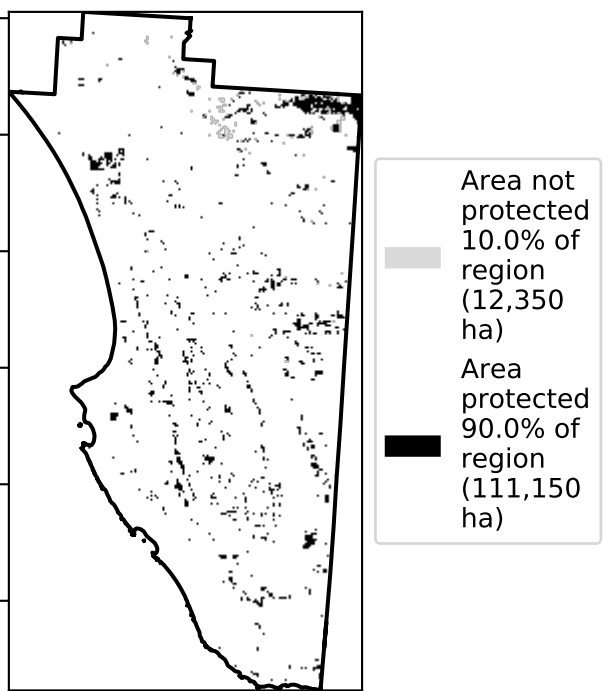 Area not
protected
10.0% of
region
(12,350
ha)
Area
protected
90.0% of
region
(111,150
ha)